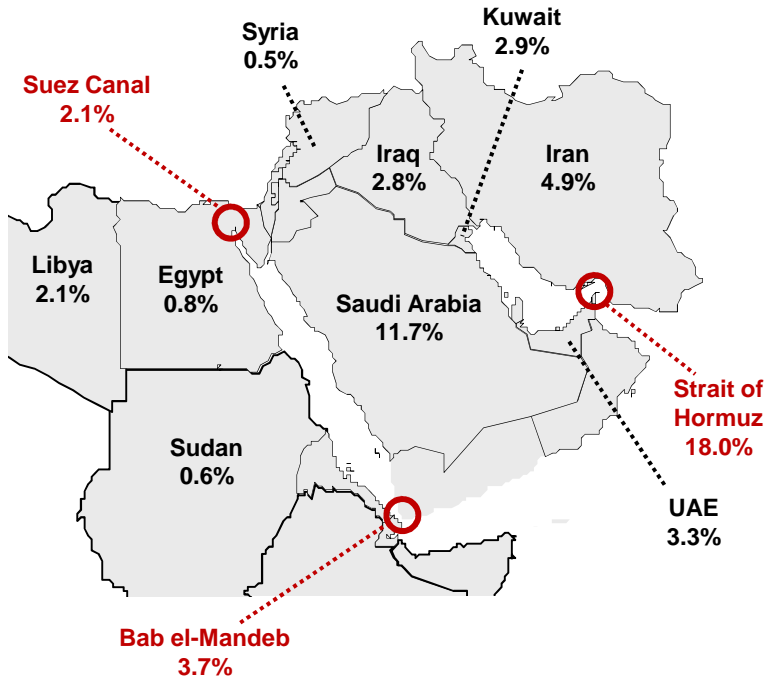 Syria
0.5%
Kuwait
2.9%
Suez Canal
2.1%
Iraq
2.8%
Iran
4.9%
Libya
2.1%
Egypt
0.8%
Saudi Arabia
11.7%
Strait of
Hormuz
18.0%
Sudan
0.6%
UAE
3.3%
Bab el-Mandeb
3.7%